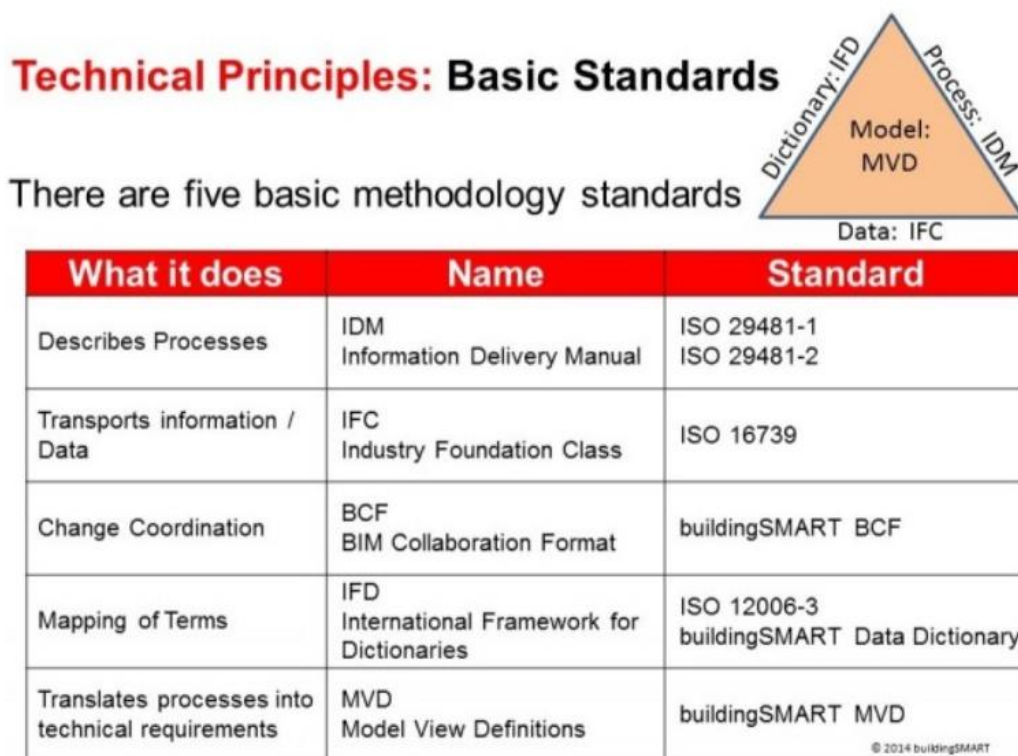 Technical Principles: Basic Standards
Dictionary: IFD
Process: IDM
Model:
MVD
Data: IFC
There are five basic methodology standards
What it does
Name
Standard
Describes Processes
IDM
Information Delivery Manual
ISO 29481-1
ISO 29481-2
Transports information /
Data
IFC
Industry Foundation Class
ISO 16739
Change Coordination
BCF
BIM Collaboration Format
buildingSMART BCF
Mapping of Terms
IFD
International Framework for
Dictionaries
ISO 12006-3
buildingSMART Data Dictionary
Translates processes into
technical requirements
MVD
Model View Definitions
buildingSMART MVD
© 2014 buildingSMART